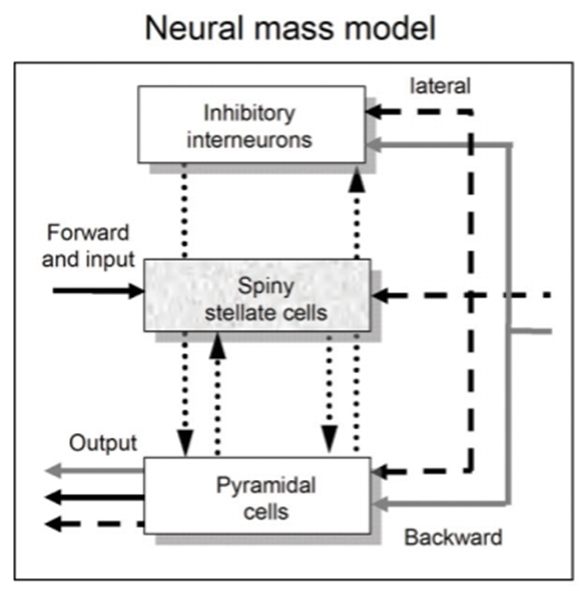 Neural mass model
lateral
Inhibitory
interneurons
Forward
and input
Spiny
stellate cells
Output
Pyramidal
cells
Backward